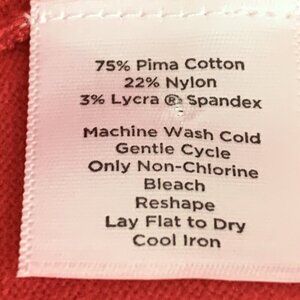 75% Pima Cotton
22% Nylon
3% Lycra ® Spandex
Machine Wash Cold
Gentle Cycle
Only Non-Chlorine
Bleach
Reshape
Lay Flat to Dry
Cool Iron